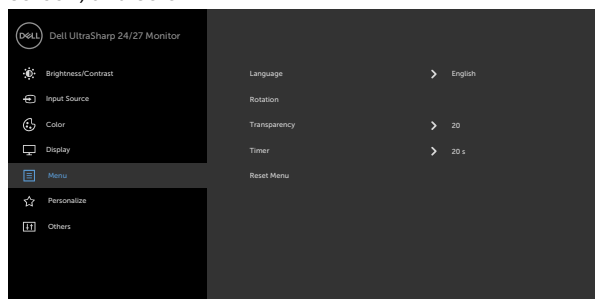 DELL Dell UltraSharp 24/27 Monitor
Brightness/Contrast
Input Source
Color
Display
Menu
Personalize
Others
Language English
Rotation
Transparency 20
Timer 20 s
Reset Menu